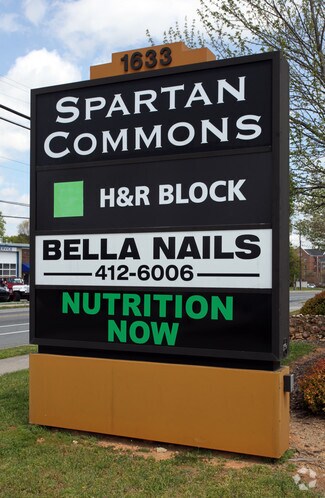 1633
SPARTAN
COMMONS
H&R BLOCK
BELLA NAILS
412-6006
NUTRITION
NOW